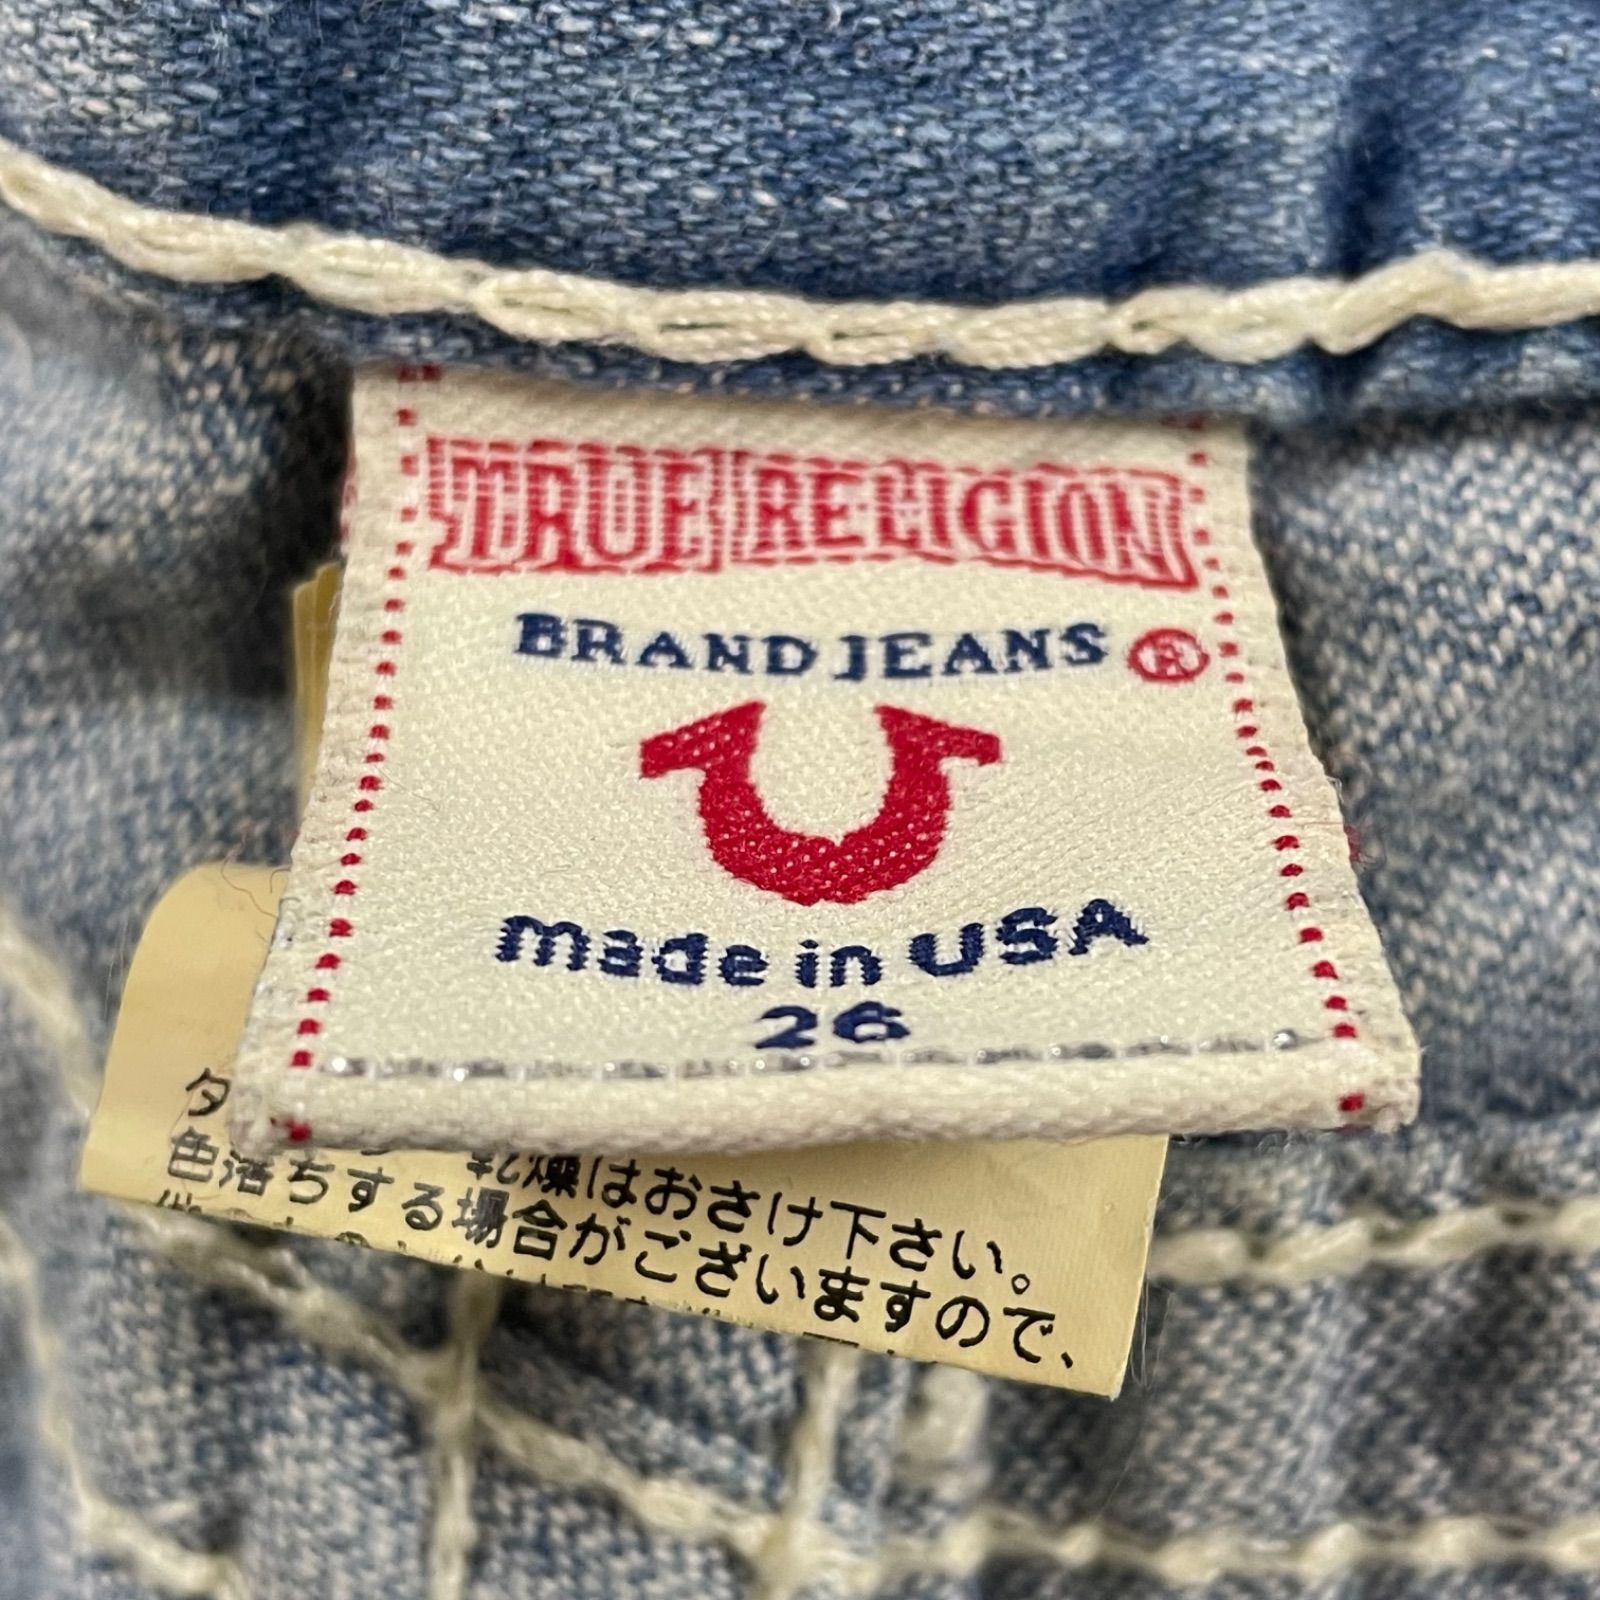 TRUE RELIGION
BRAND JEANS ®
made in USA
26
タ
乾燥はおさけ下さい。
色落ちする場合がございますので、